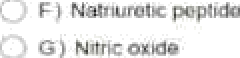 F) Natriuretic peptide
G) Nitric oxide